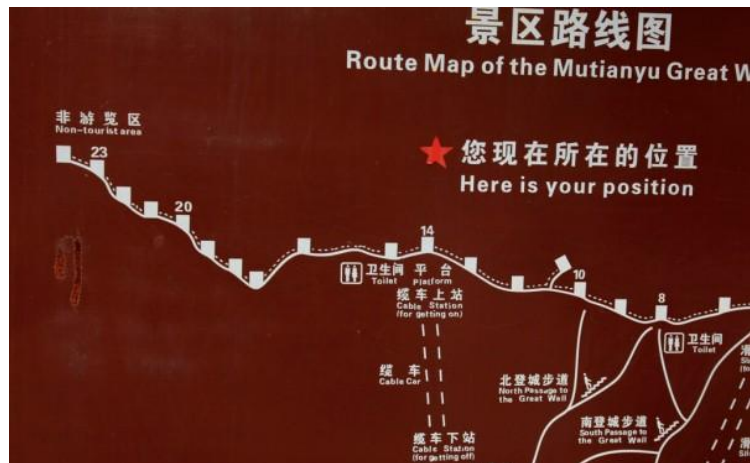 景区路线图
Route Map of the Mutianyu Great W
非游览区
Non-tourist area
您现在所在的位置
Here is your position
23
20
14
10
8
卫生间
Toilet
平台
Platform
缆车上站
Cable Station
(for getting on)
缆车
Cable Car
缆车下站
Cable Station
(for getting off)
北登城步道
North Passage to
the Great Wall
南登城步道
South Passage to
the Great Wall
卫生间
Toilet